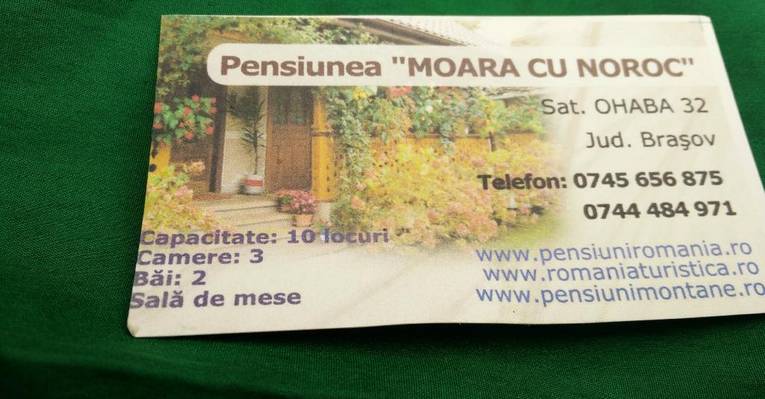 Pensiunea "MOARA CU NOROC"
Sat. OHABA 32
Jud. Braşov
Telefon: 0745 656 875
0744 484 971
Capacitate: 10 locuri
Camere: 3
Băi: 2
Sală de mese
www.pensiuniromania.ro
www.romaniaturistica.ro
www.pensiunimontane.ro